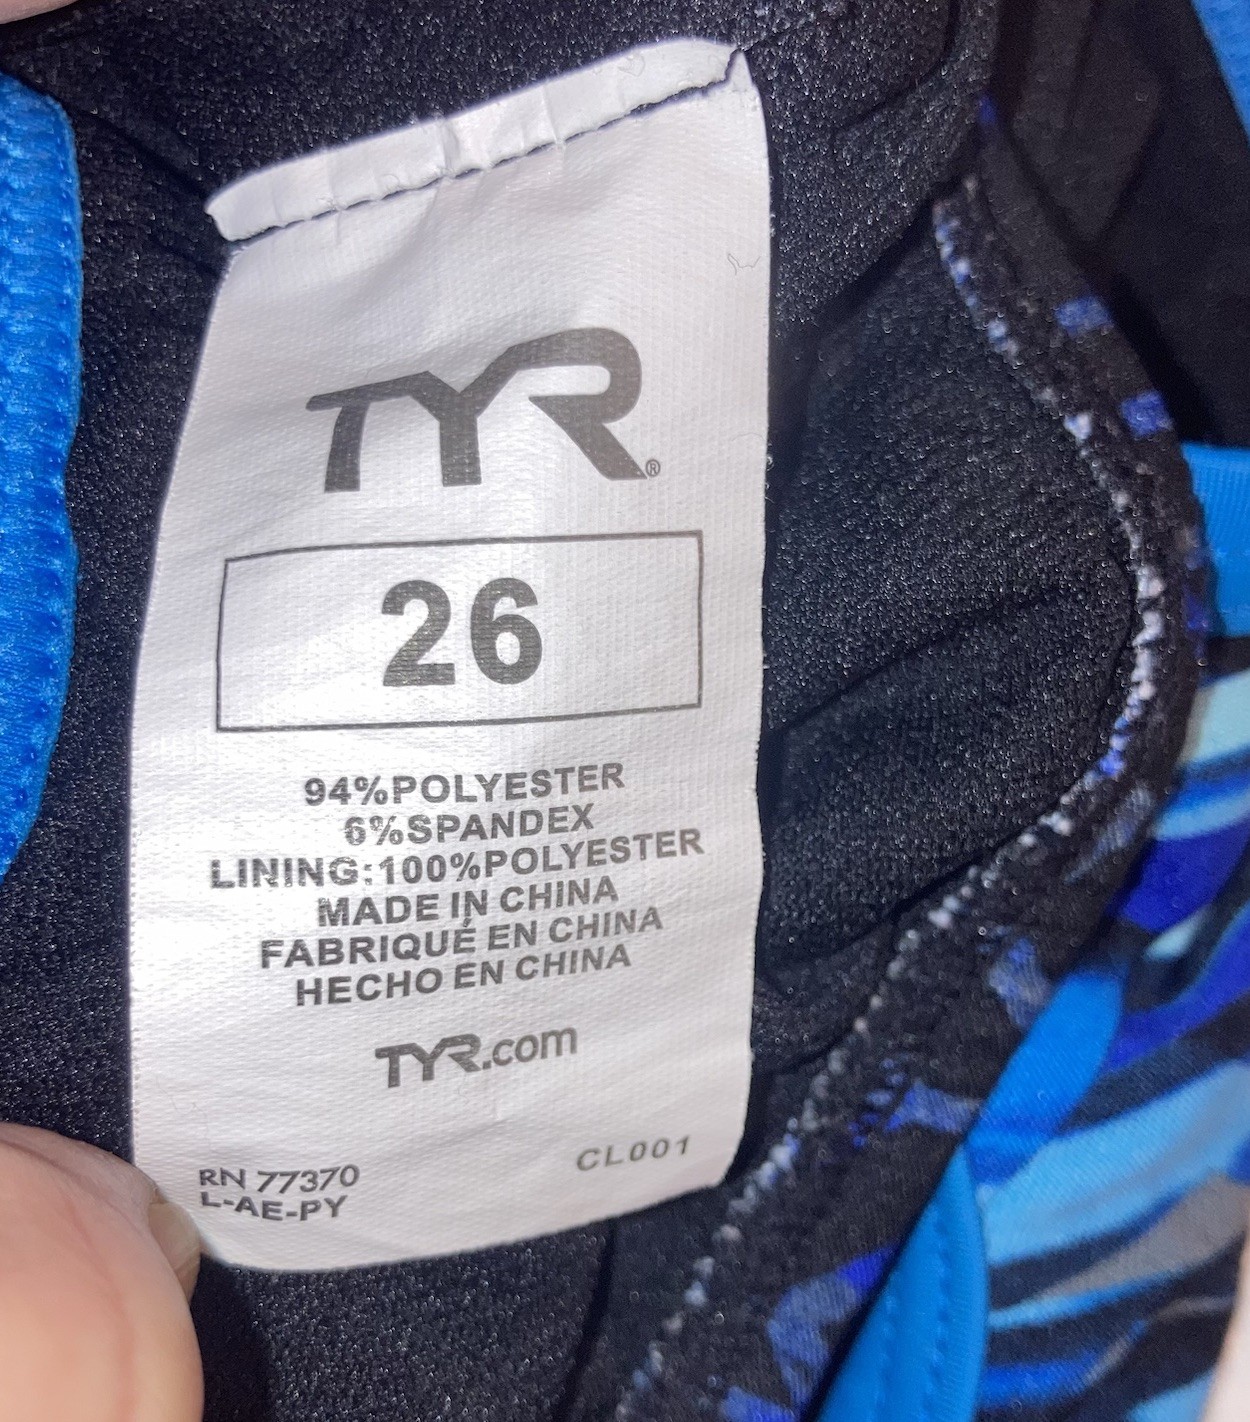 TYR®
26
94%POLYESTER
6%SPANDEX
LINING:100%POLYESTER
MADE IN CHINA
FABRIQUÉ EN CHINA
HECHO EN CHINA
TYR.com
CL001
RN 77370
L-AE-PY